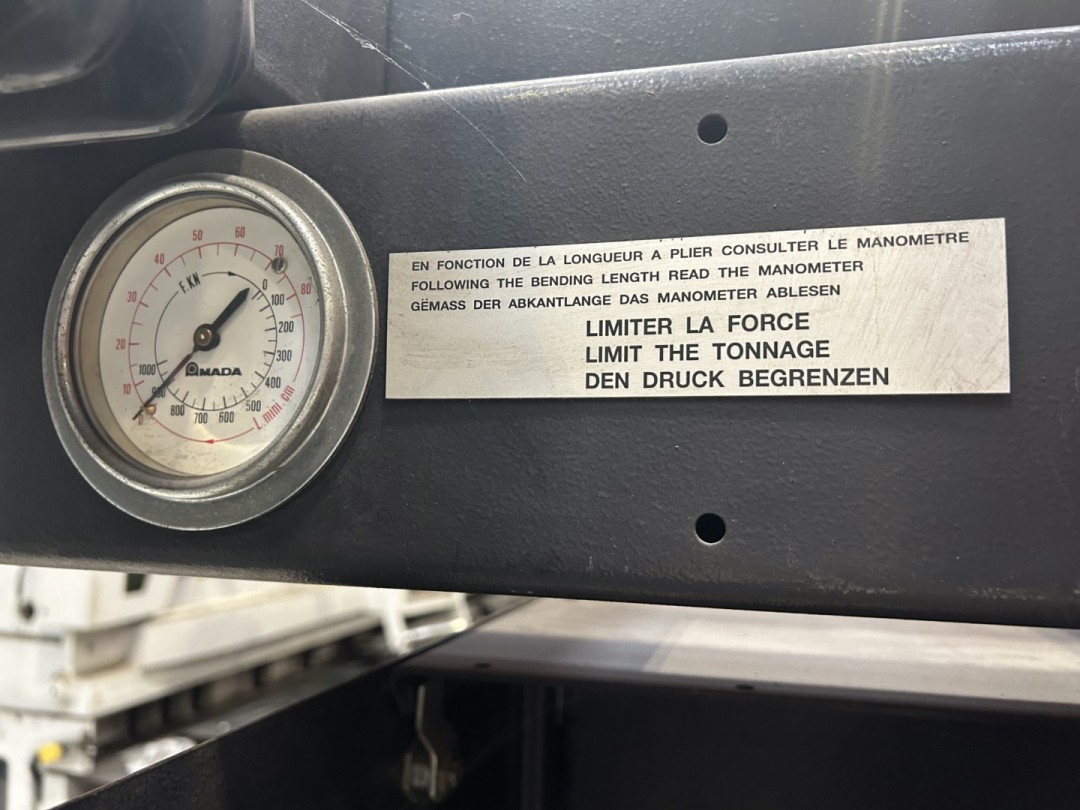 60
50
70
40
80
30
F.KN
0
100
20
200
300
1000
AMADA
400
10
900
800
700
600
500
L.mini.cm
0
EN FONCTION DE LA LONGUEUR A PLIER CONSULTER LE MANOMETRE
FOLLOWING THE BENDING LENGTH READ THE MANOMETER
GËMASS DER ABKANTLANGE DAS MANOMETER ABLESEN
LIMITER LA FORCE
LIMIT THE TONNAGE
DEN DRUCK BEGRENZEN